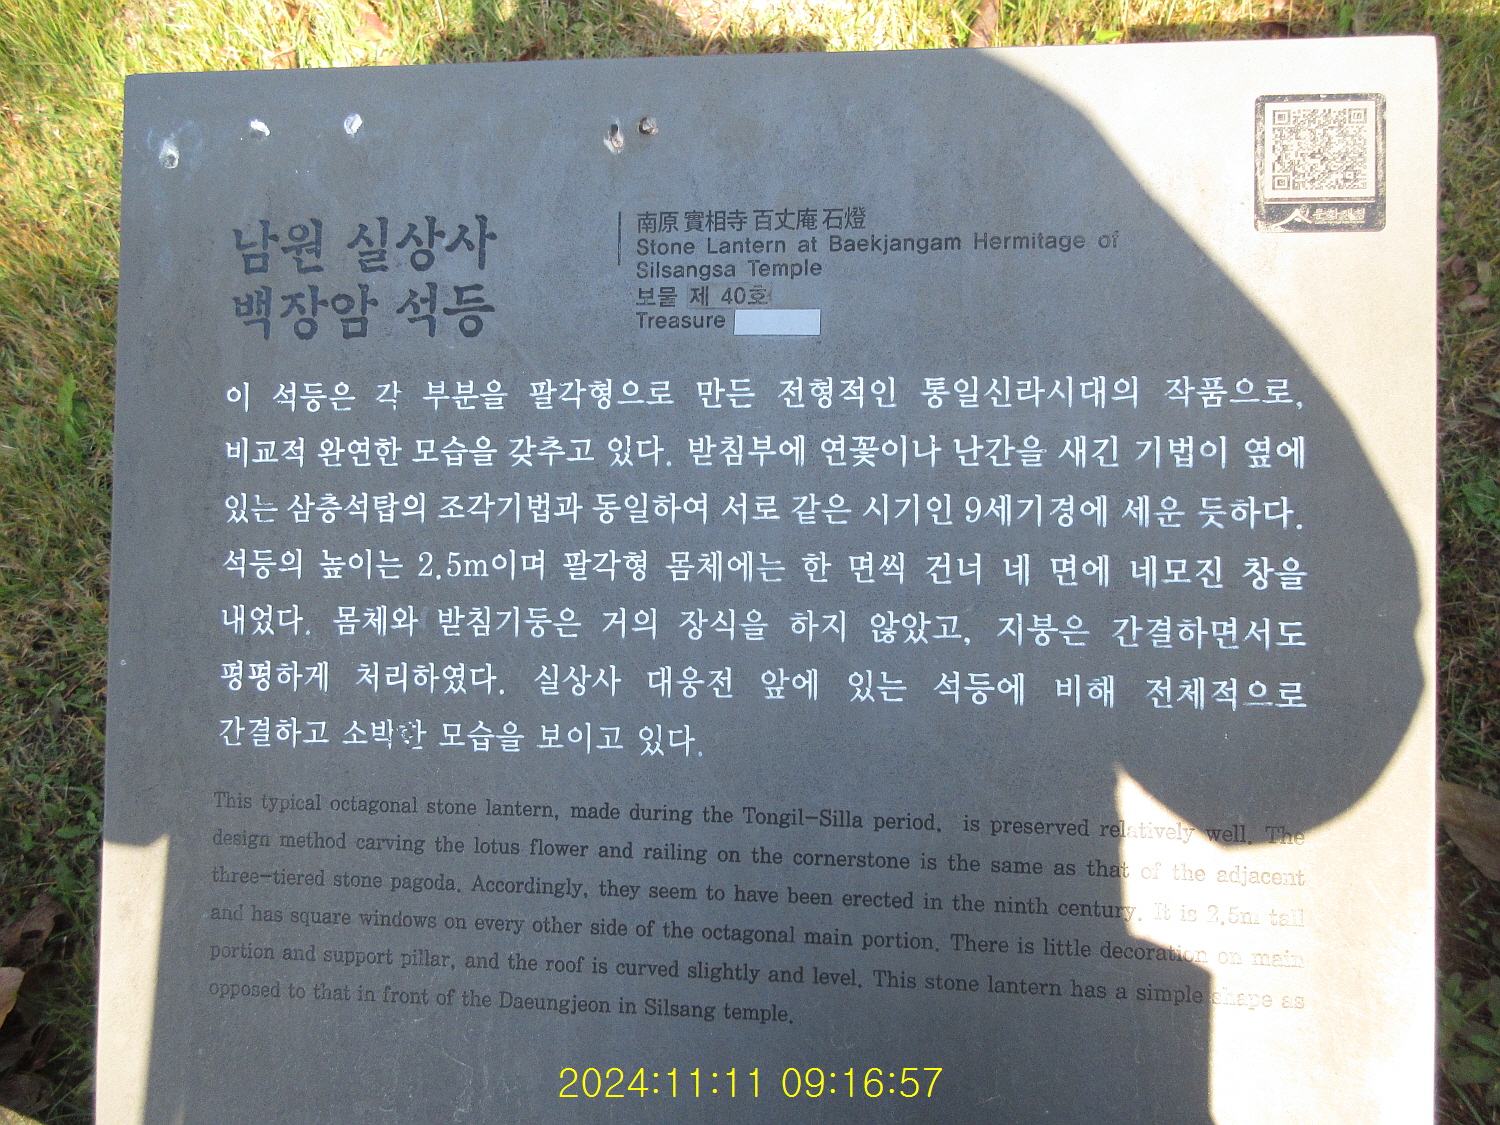 문화재청
남원 실상사
백장암 석등
南原 實相寺 百丈庵 石燈
Stone Lantern at Baekjangam Hermitage of
Silsangsa Temple
보물 제 40호
Treasure
이 석등은 각 부분을 팔각형으로 만든 전형적인 통일신라시대의 작품으로,
비교적 완연한 모습을 갖추고 있다. 받침부에 연꽃이나 난간을 새긴 기법이 옆에
있는 삼층석탑의 조각기법과 동일하여 서로 같은 시기인 9세기경에 세운 듯하다.
석등의 높이는 2.5m이며 팔각형 몸체에는 한 면씩 건너 네 면에 네모진 창을
내었다. 몸체와 받침기둥은 거의 장식을 하지 않았고, 지붕은 간결하면서도
평평하게 처리하였다. 실상사 대웅전 앞에 있는 석등에 비해 전체적으로
간결하고 소박한 모습을 보이고 있다.
This typical octagonal stone lantern, made during the Tongil-Silla period, is preserved relatively well. The
design method carving the lotus flower and railing on the cornerstone is the same as that of the adjacent
three-tiered stone pagoda. Accordingly, they seem to have been erected in the ninth century. It is 2.5m tall
and has square windows on every other side of the octagonal main portion. There is little decoration on main
portion and support pillar, and the roof is curved slightly and level. This stone lantern has a simple shape as
opposed to that in front of the Daeungjeon in Silsang temple.
2024:11:11 09:16:57